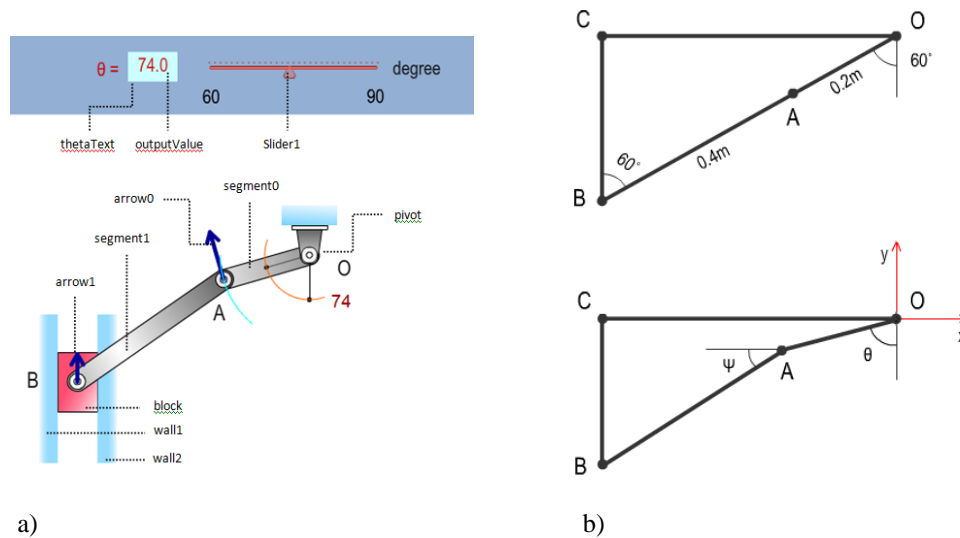 θ = 74.0
60
90
degree
thetaText
outputValue
Slider1
segment0
arrow0
pivot
segment1
O
arrow1
74
A
B
block
wall1
wall2
a)
C
O
60°
0.2m
A
0.4m
60°
B
y
C
O
x
θ
ψ
A
B
b)